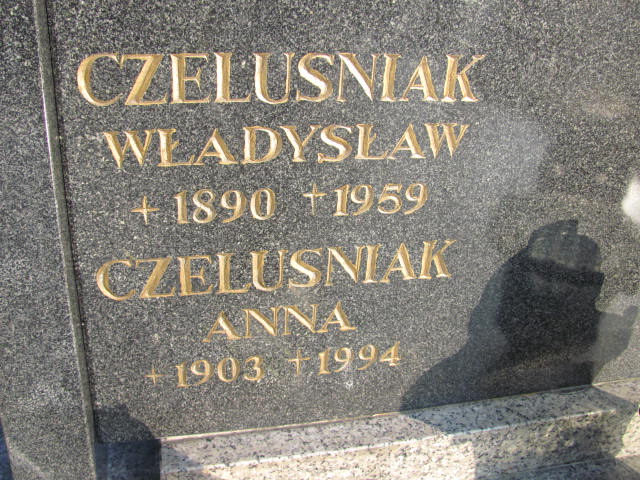 CZELUSNIAK
WŁADYSŁAW
+ 1890 + 1959
CZELUSNIAK
ANNA
+ 1903 + 1994